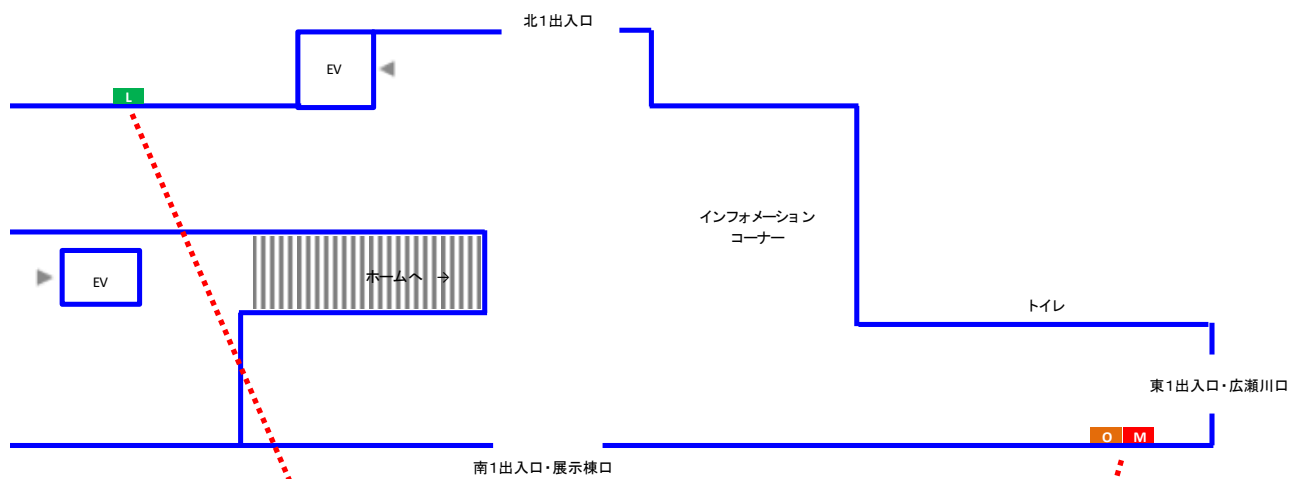 北1出入口
EV
L
インフォメーション
コーナー
EV
ホームへ →
トイレ
東1出入口・広瀬川口
O M
南1出入口・展示棟口